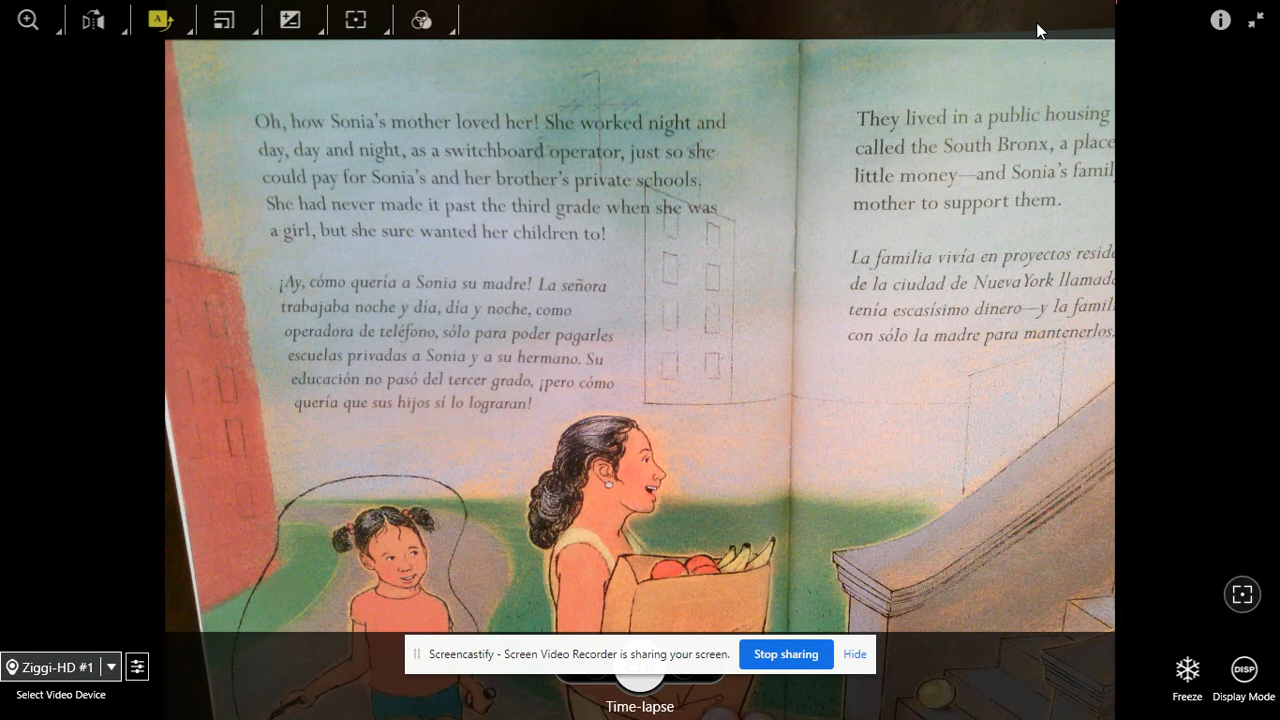 Oh, how Sonia's mother loved her! She worked night and
day, day and night, as a switchboard operator, just so she
could pay for Sonia's and her brother's private schools.
She had never made it past the third grade when she was
a girl, but she sure wanted her children to!
¡Ay, cómo quería a Sonia su madre! La señora
trabajaba noche y día, día y noche, como
operadora de teléfono, sólo para poder pagarles
escuelas privadas a Sonia y a su hermano. Su
educación no pasó del tercer grado, ¡pero cómo
quería que sus hijos sí lo lograran!
They lived in a public housing
called the South Bronx, a place
little money—and Sonia's
mother to support them.
La familia vivía en proyectos
de la ciudad de Nueva York
tenía escasísimo dinero—y la
con sólo la madre para mantenerlos.
Ziggi-HD #1
Select Video Device
Screencastify - Screen Video Recorder is sharing your screen.
Stop sharing
Hide
Time-lapse
Freeze
DISP
Display Mode
A